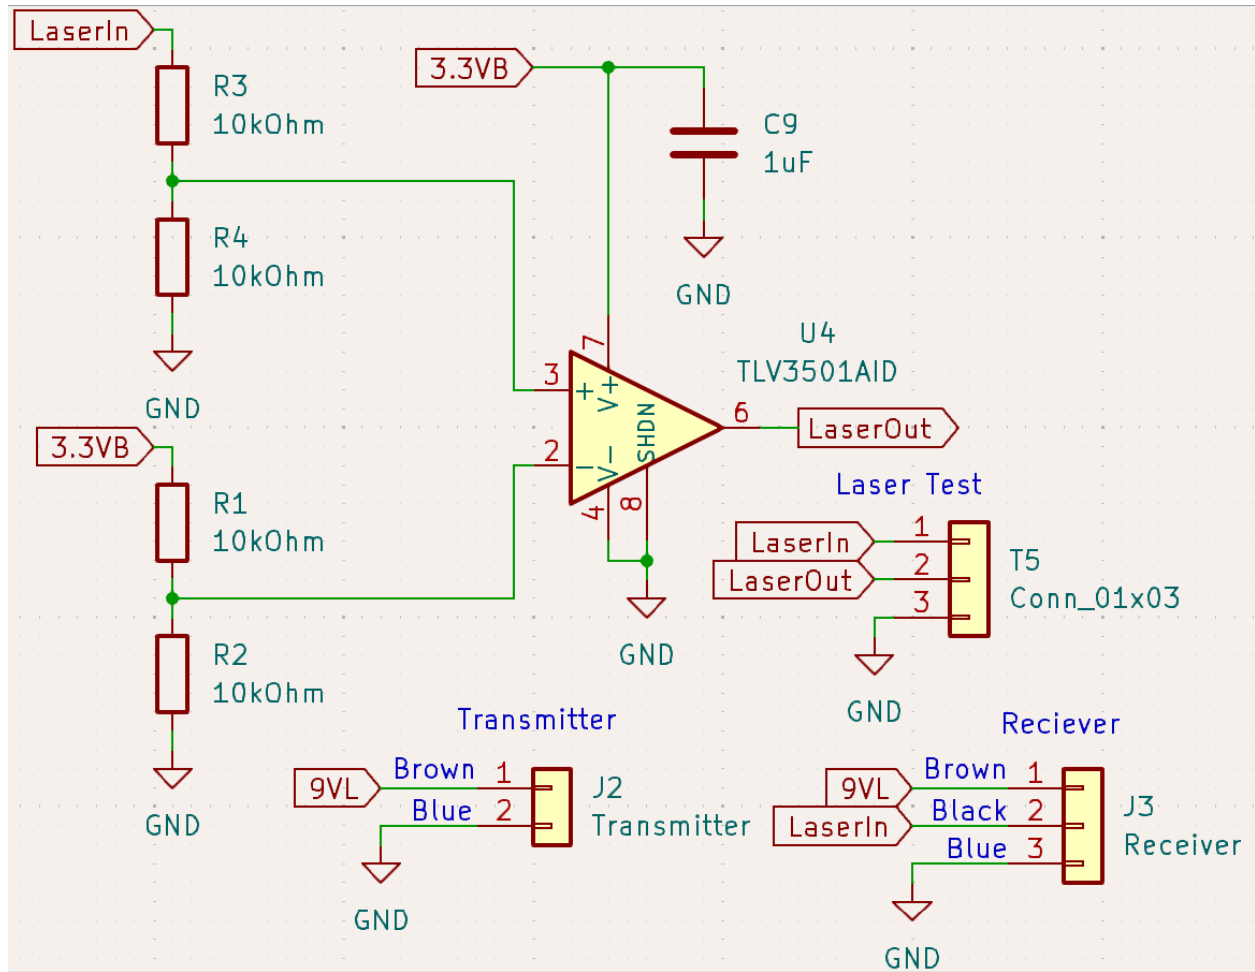 LaserIn
R3
10kOhm
R4
10kOhm
GND
3.3VB
C9
1uF
GND
3.3VB
R1
10kOhm
R2
10kOhm
GND
U4
TLV3501AID
7
3
+
V+
2
−
V-
SHDN
4
8
6
LaserOut
GND
Laser Test
LaserIn
1
LaserOut
2
3
T5
Conn_01x03
GND
Transmitter
9VL
Brown
1
Blue
2
J2
Transmitter
GND
Reciever
9VL
Brown
1
LaserIn
Black
2
Blue
3
J3
Receiver
GND